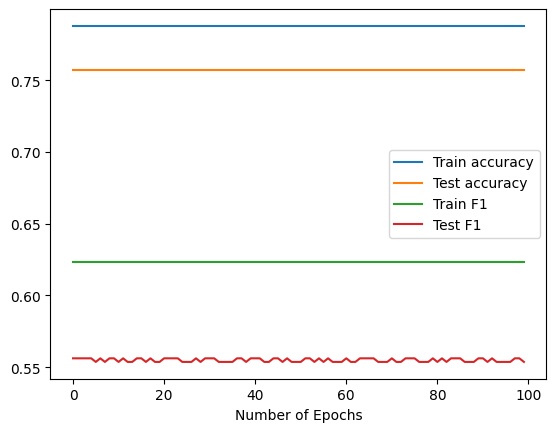 0.75
0.70
0.65
0.60
0.55
Train accuracy
Test accuracy
Train F1
Test F1
0
20
40
60
80
100
Number of Epochs